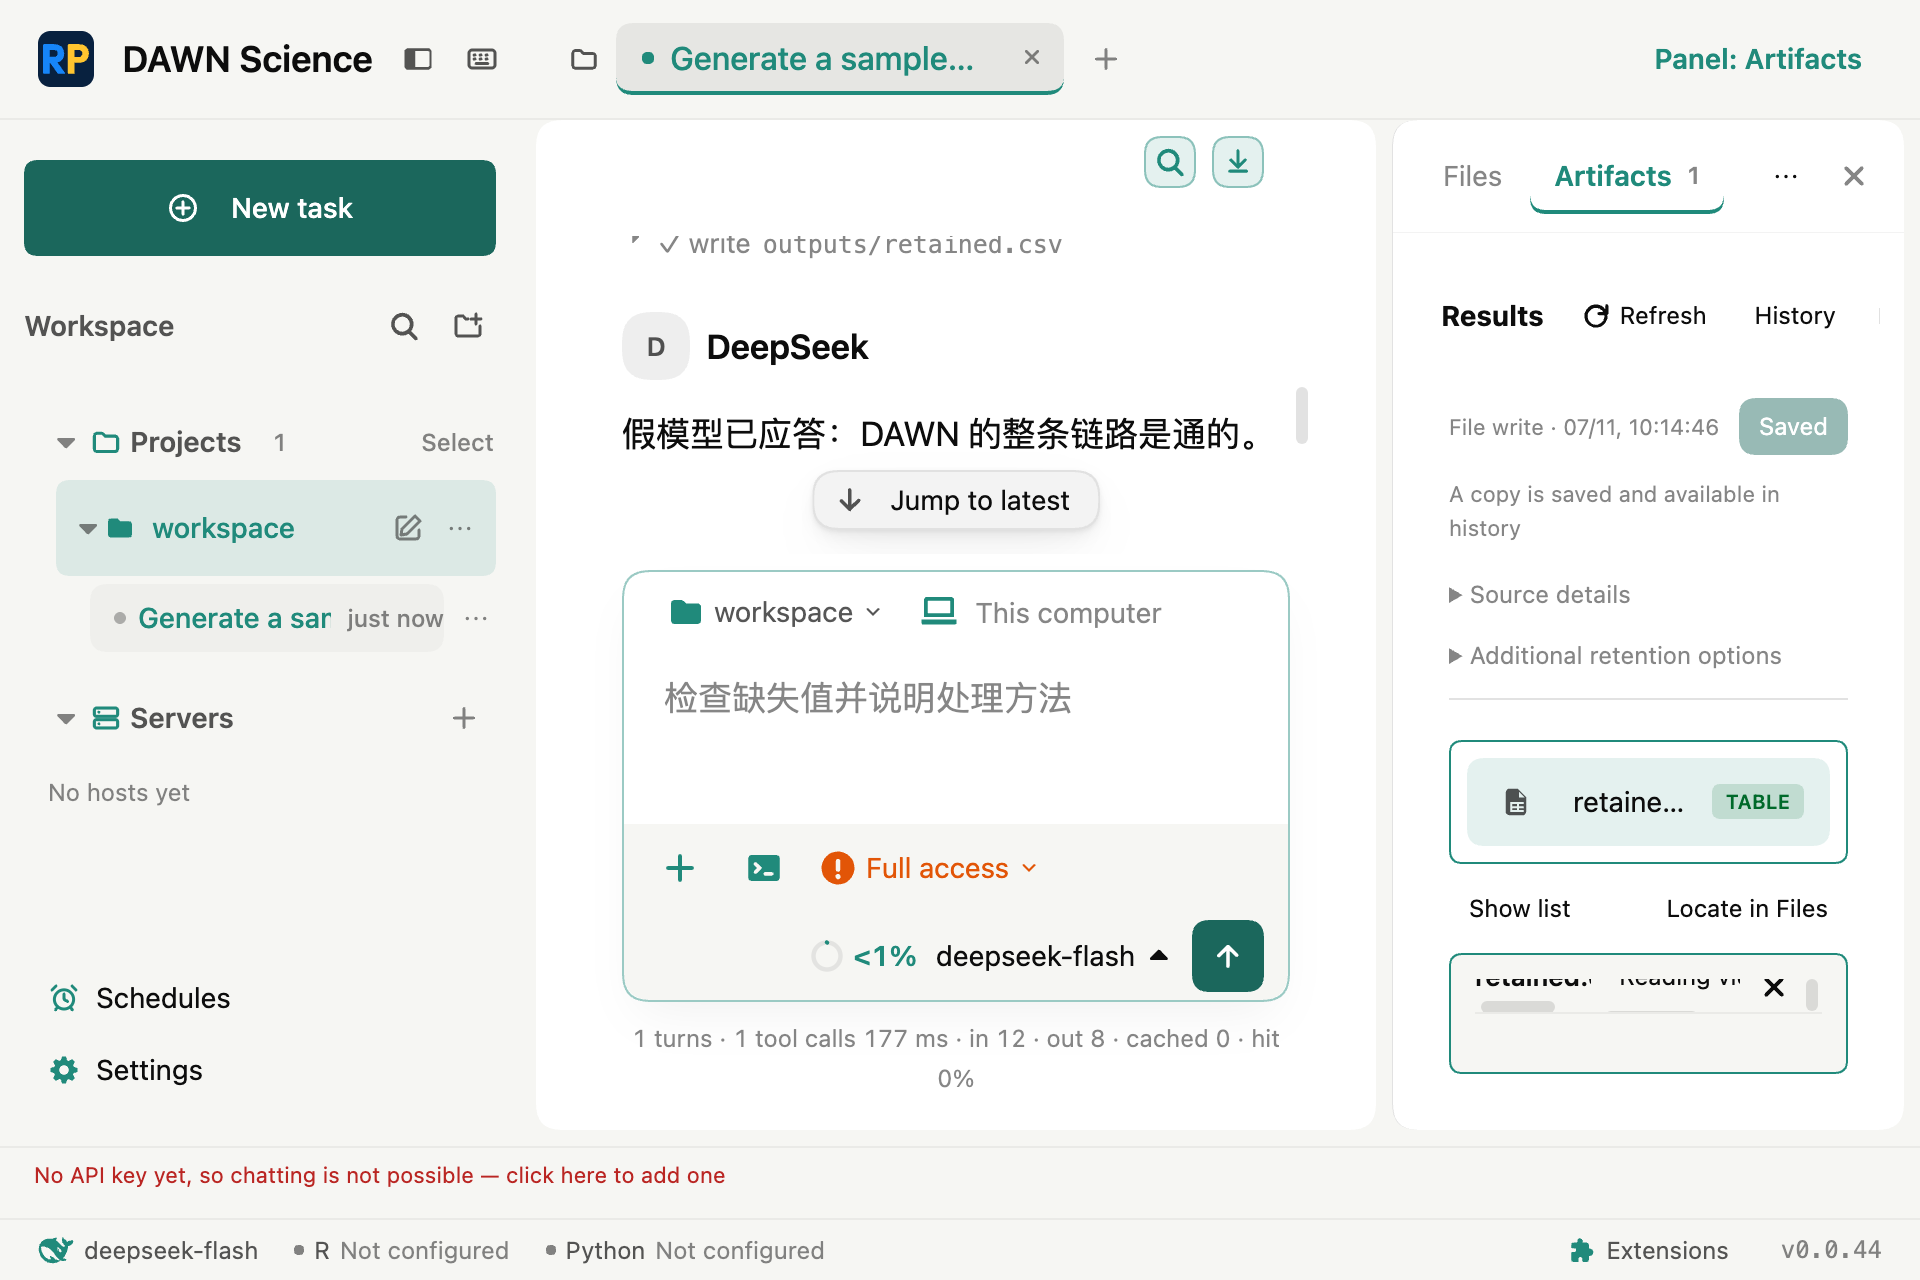 RP DAWN Science
Generate a sample...
Panel: Artifacts
New task
Workspace
Projects 1 Select
workspace
Generate a sar just now
Servers
No hosts yet
Schedules
Settings
write outputs/retained.csv
D DeepSeek
假模型已应答：DAWN 的整条链路是通的。
Jump to latest
workspace This computer
检查缺失值并说明处理方法
Full access
<1% deepseek-flash
1 turns · 1 tool calls 177 ms · in 12 · out 8 · cached 0 · hit
0%
Files Artifacts 1
Results Refresh History
File write · 07/11, 10:14:46 Saved
A copy is saved and available in
history
Source details
Additional retention options
retaine... TABLE
Show list Locate in Files
retained. Reading
No API key yet, so chatting is not possible — click here to add one
deepseek-flash R Not configured Python Not configured
Extensions v0.0.44